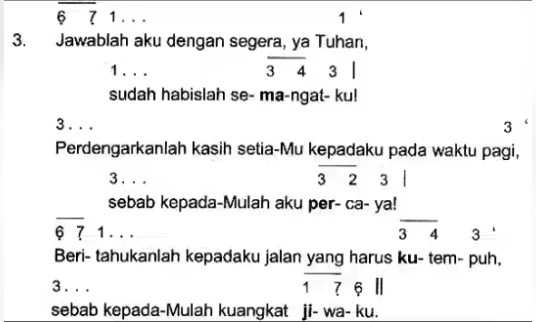 6̣ 7̣ 1 . . . 1 '
3. Jawablah aku dengan segera, ya Tuhan,
1 . . . 3 4 3 |
sudah habislah se- ma-ngat- ku!
3 . . . 3 '
Perdengarkanlah kasih setia-Mu kepadaku pada waktu pagi,
3 . . . 3 2 3 |
sebab kepada-Mulah aku per- ca- ya!
6̣ 7̣ 1 . . . 3 4 3 '
Beri- tahukanlah kepadaku jalan yang harus ku- tem- puh,
3 . . . 1 7̣ 6̣ ||
sebab kepada-Mulah kuangkat ji- wa- ku.